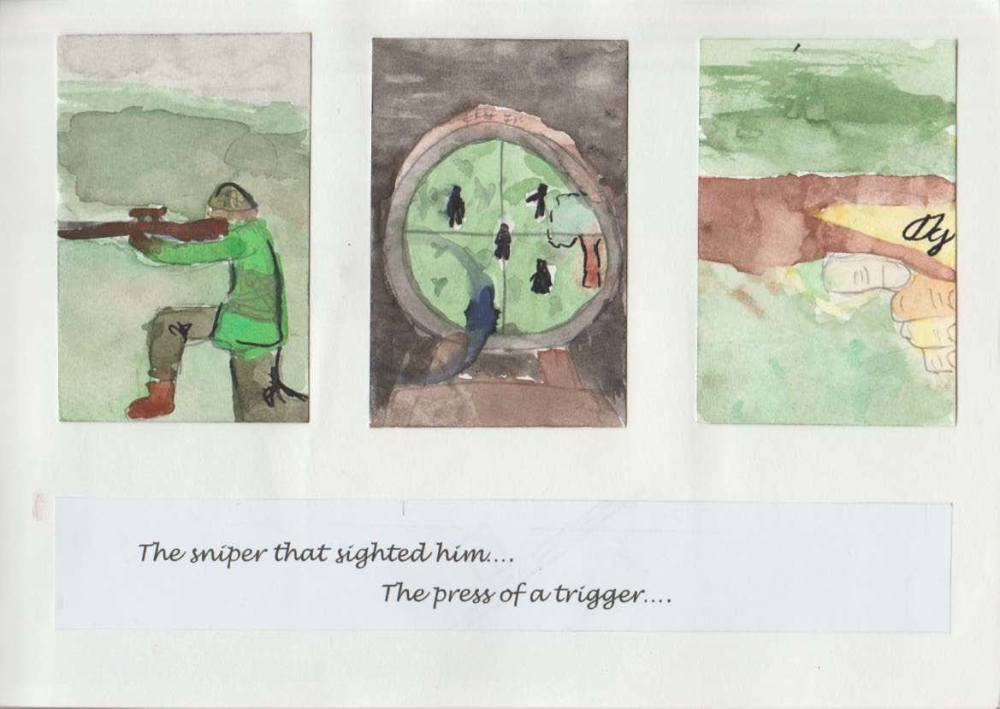 The sniper that sighted him....
The press of a trigger....